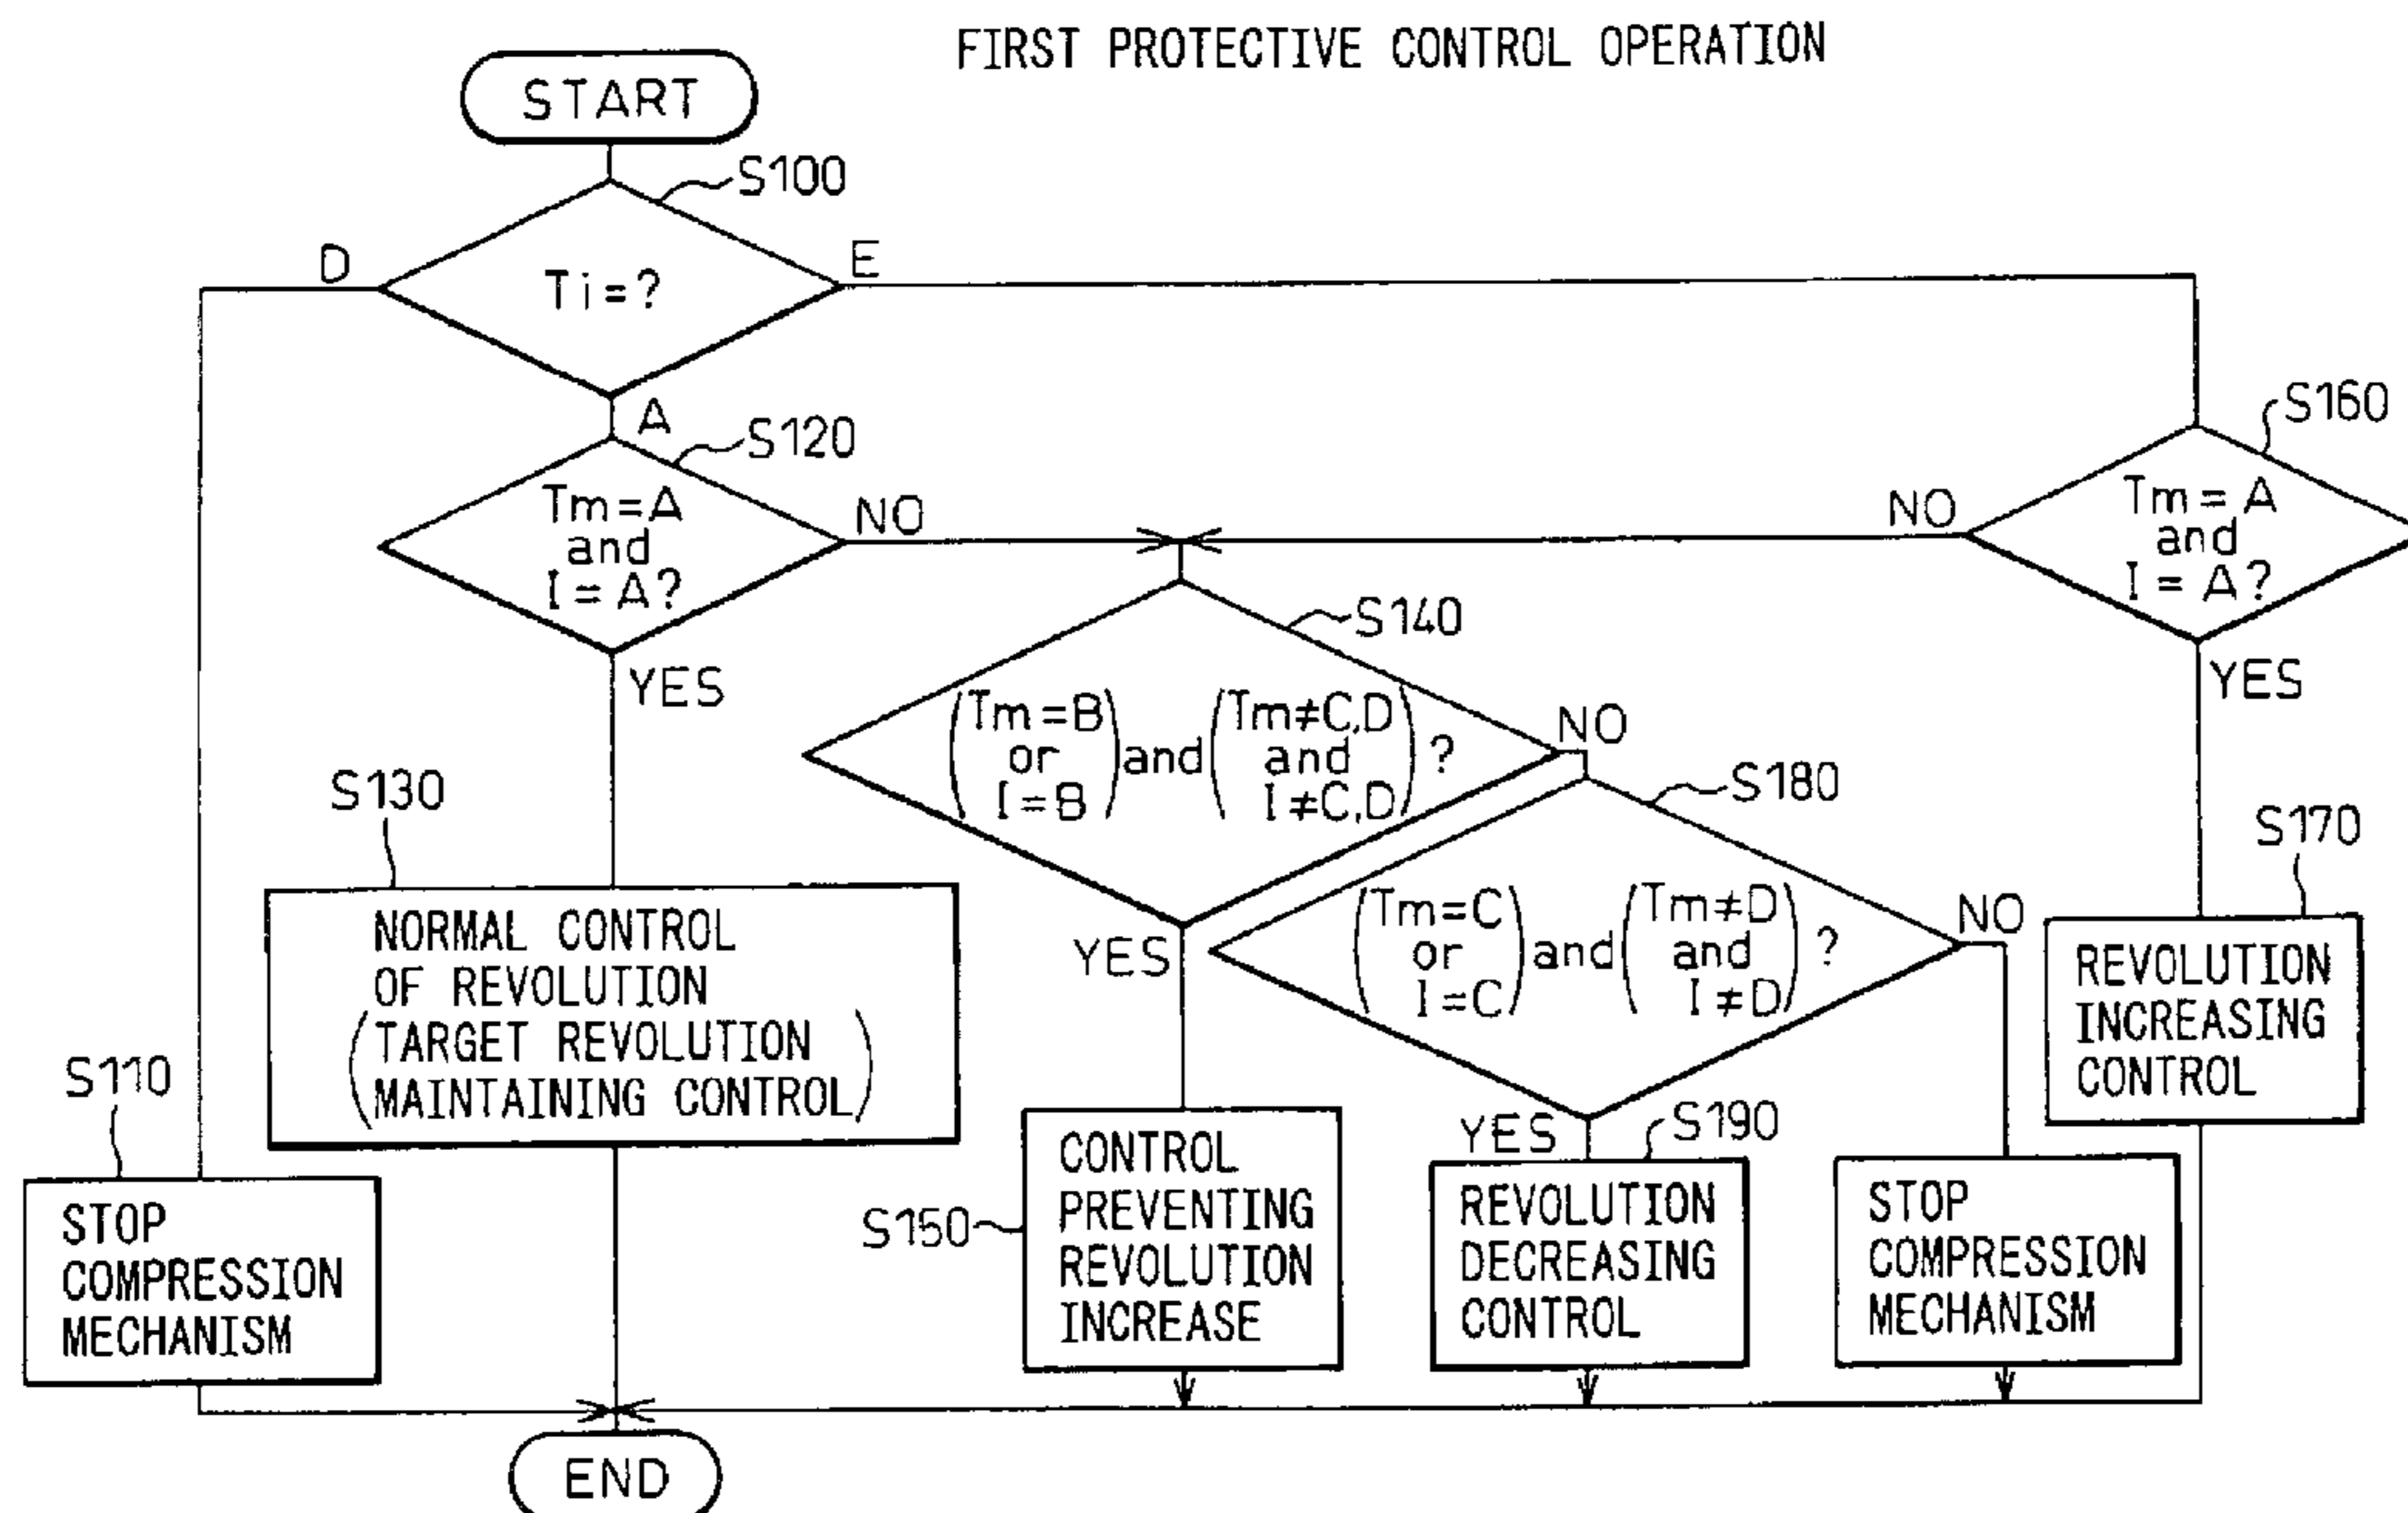 FIRST PROTECTIVE CONTROL OPERATION
START
S100
D
Ti=?
E
A
S120
Tm=A
and
I=A?
NO
YES
S160
Tm=A
and
I=A?
NO
YES
S140
(Tm=B or I=B) and (Tm≠C,D and I≠C,D) ?
NO
YES
S180
(Tm=C or I=C) and (Tm≠D and I≠D) ?
NO
YES
S130
NORMAL CONTROL
OF REVOLUTION
(TARGET REVOLUTION
MAINTAINING CONTROL)
S170
REVOLUTION
INCREASING
CONTROL
S110
STOP
COMPRESSION
MECHANISM
S150
CONTROL
PREVENTING
REVOLUTION
INCREASE
S190
REVOLUTION
DECREASING
CONTROL
STOP
COMPRESSION
MECHANISM
END